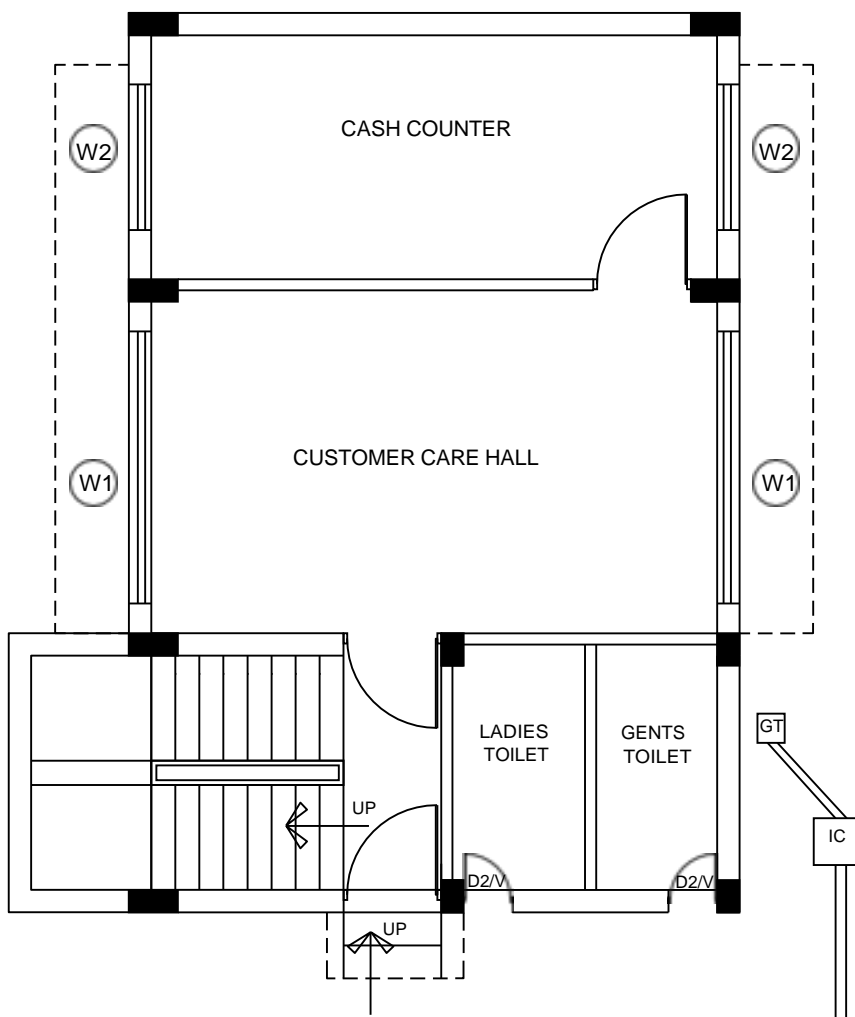 CASH COUNTER
W2
W2
CUSTOMER CARE HALL
W1
W1
LADIES
TOILET
GENTS
TOILET
GT
UP
IC
D2/V
D2/V
UP